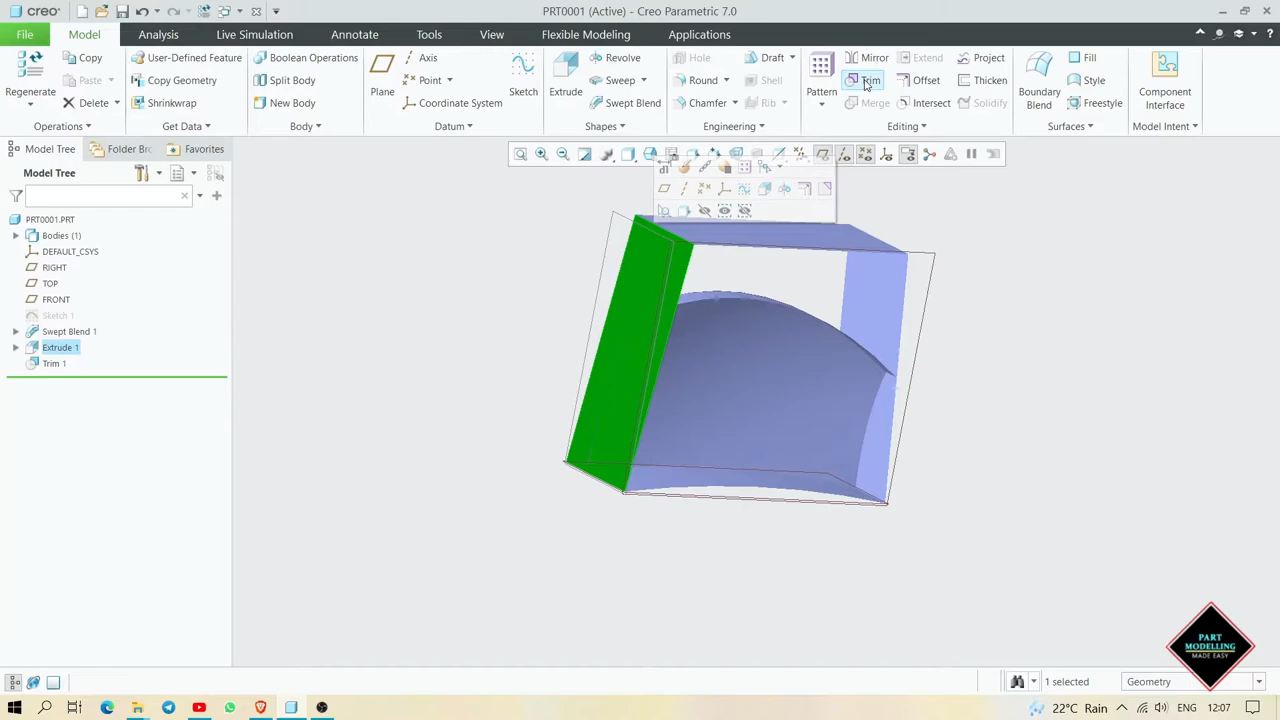 creo
PRT0001 (Active) - Creo Parametric 7.0
File Model Analysis Live Simulation Annotate Tools View Flexible Modeling Applications
Copy User-Defined Feature Boolean Operations Axis Revolve Hole Draft Mirror Extend Project Fill
Regenerate Paste Copy Geometry Split Body Plane Point Sketch Extrude Sweep Round Shell Pattern Trim Offset Thicken Boundary Blend Style Component Interface
Delete Shrinkwrap New Body Coordinate System Swept Blend Chamfer Rib Merge Intersect Solidify Freestyle
Operations Get Data Body Datum Shapes Engineering Editing Surfaces Model Intent
Model Tree Folder Br Favorites
Model Tree
PRT0001.PRT
Bodies (1)
DEFAULT_CSYS
RIGHT
TOP
FRONT
Sketch 1
Swept Blend 1
Extrude 1
Trim 1
PART
MODELLING
MADE EASY
1 selected Geometry
22°C Rain ENG 12:07